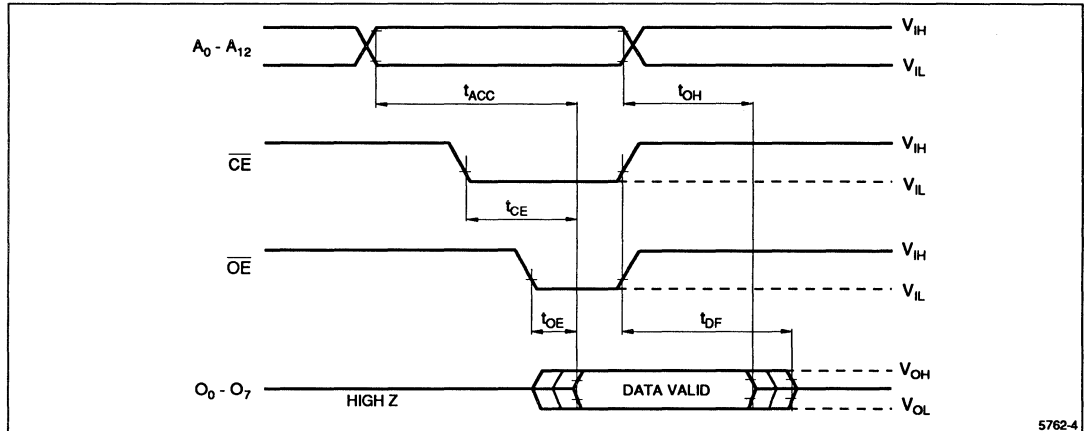 A0 - A12
VIH
VIL
tACC
tOH
CE
VIH
VIL
tCE
OE
VIH
VIL
tOE
tDF
O0 - O7
HIGH Z
DATA VALID
VOH
VOL
5762-4